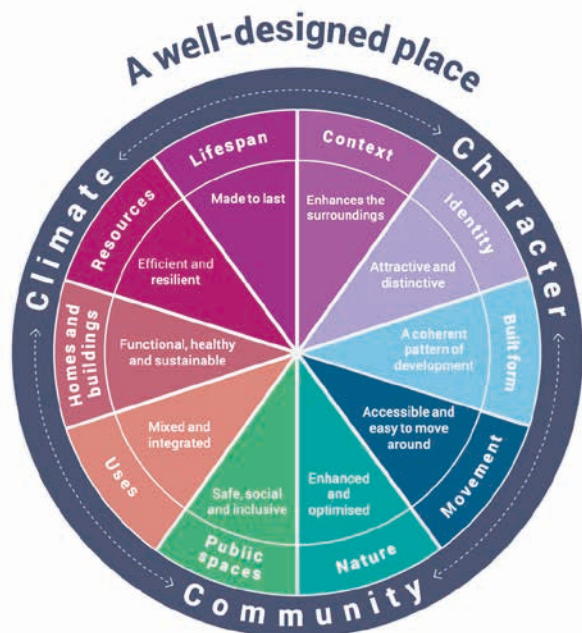 A well-designed place
Climate
Character
Community
Context
Enhances the
surroundings
Identity
Attractive and
distinctive
Built form
A coherent
pattern of
development
Movement
Accessible and
easy to move
around
Nature
Enhanced
and
optimised
Public
spaces
Safe, social
and inclusive
Uses
Mixed and
integrated
Homes and
buildings
Functional, healthy
and sustainable
Resources
Efficient and
resilient
Lifespan
Made to last